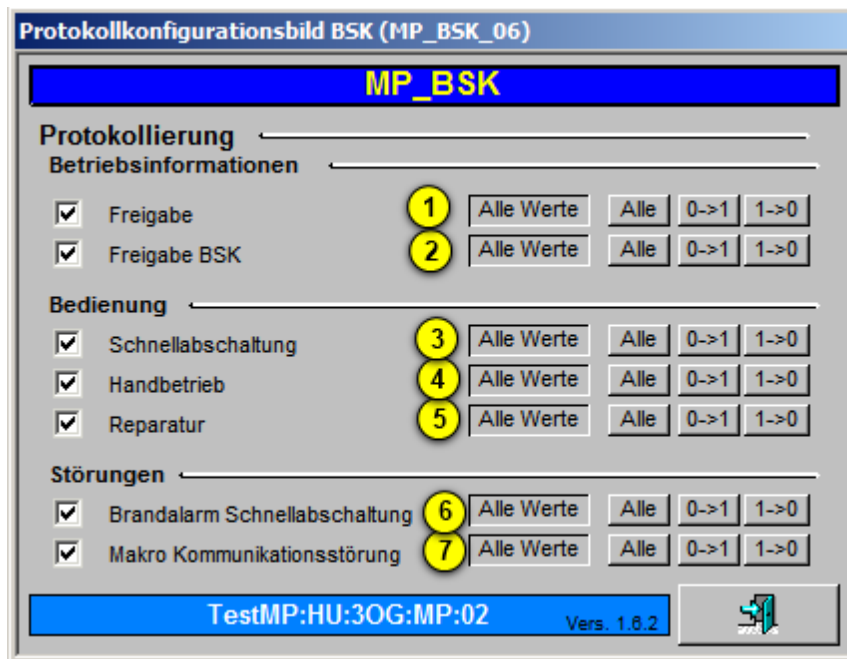 Protokollkonfigurationsbild BSK (MP_BSK_06)
MP_BSK
Protokollierung
Betriebsinformationen
Freigabe 1 Alle Werte Alle 0->1 1->0
Freigabe BSK 2 Alle Werte Alle 0->1 1->0
Bedienung
Schnellabschaltung 3 Alle Werte Alle 0->1 1->0
Handbetrieb 4 Alle Werte Alle 0->1 1->0
Reparatur 5 Alle Werte Alle 0->1 1->0
Störungen
Brandalarm Schnellabschaltung 6 Alle Werte Alle 0->1 1->0
Makro Kommunikationsstörung 7 Alle Werte Alle 0->1 1->0
TestMP:HU:3OG:MP:02 Vers. 1.6.2